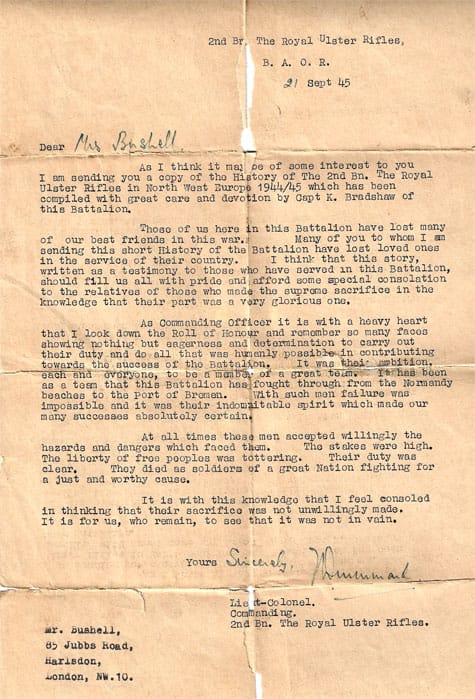 2nd Bn. The Royal Ulster Rifles,
B. A. O. R.
21 Sept 45
Dear Mrs Bushell,
As I think it may be of some interest to you
I am sending you a copy of the History of The 2nd Bn. The Royal
Ulster Rifles in North West Europe 1944/45 which has been
compiled with great care and devotion by Capt K. Bradshaw of
this Battalion.
Those of us here in this Battalion have lost many
of our best friends in this war. Many of you to whom I am
sending this short History of the Battalion have lost loved ones
in the service of their country. I think that this story,
written as a testimony to those who have served in this Battalion,
should fill us all with pride and afford some special consolation
to the relatives of those who made the supreme sacrifice in the
knowledge that their part was a very glorious one.
As Commanding Officer it is with a heavy heart
that I look down the Roll of Honour and remember so many faces
showing nothing but eagerness and determination to carry out
their duty and do all that was humanly possible in contributing
towards the success of the Battalion. It was their ambition,
each and everyone, to be a member of a great team. It has been
as a team that this Battalion has fought through from the Normandy
beaches to the Port of Bremen. With such men failure was
impossible and it was their indomitable spirit which made our
many successes absolutely certain.
At all times these men accepted willingly the
hazards and dangers which faced them. The stakes were high.
The liberty of free peoples was tottering. Their duty was
clear. They died as soldiers of a great Nation fighting for
a just and worthy cause.
It is with this knowledge that I feel consoled
in thinking that their sacrifice was not unwillingly made.
It is for us, who remain, to see that it was not in vain.
Yours Sincerely,
Lieut-Colonel.
Commanding.
2nd Bn. The Royal Ulster Rifles.
Mr. Bushell,
85 Jubbs Road,
Harlsdon,
London, NW.10.